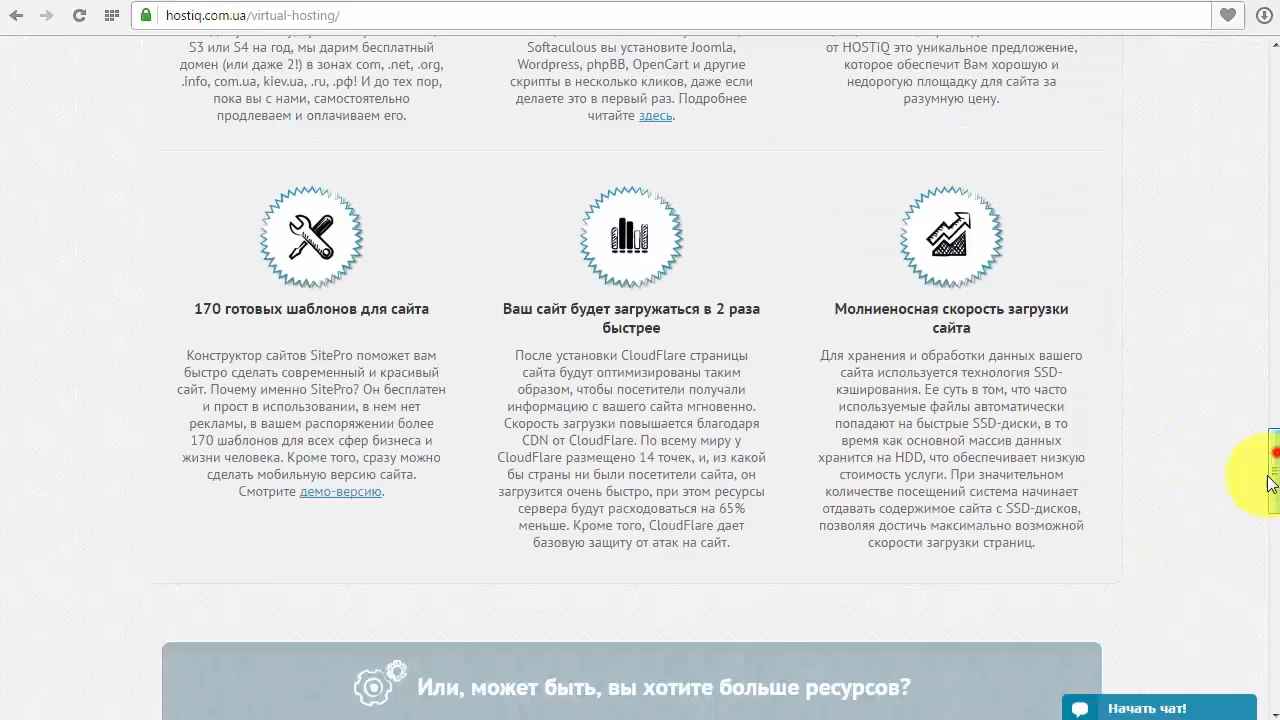 hostiq.com.ua/virtual-hosting/
S3 или S4 на год, мы дарим бесплатный
домен (или даже 2!) в зонах com, .net, .org,
.info, com.ua, kiev.ua, .ru, .рф! И до тех пор,
пока вы с нами, самостоятельно
продлеваем и оплачиваем его.
Softaculous вы установите Joomla,
Wordpress, phpBB, OpenCart и другие
скрипты в несколько кликов, даже если
делаете это в первый раз. Подробнее
читайте здесь.
от HOSTiQ это уникальное предложение,
которое обеспечит Вам хорошую и
недорогую площадку для сайта за
разумную цену.
170 готовых шаблонов для сайта
Конструктор сайтов SitePro поможет вам
быстро сделать современный и красивый
сайт. Почему именно SitePro? Он бесплатен
и прост в использовании, в нем нет
рекламы, в вашем распоряжении более
170 шаблонов для всех сфер бизнеса и
жизни человека. Кроме того, сразу можно
сделать мобильную версию сайта.
Смотрите демо-версию.
Ваш сайт будет загружаться в 2 раза
быстрее
После установки CloudFlare страницы
сайта будут оптимизированы таким
образом, чтобы посетители получали
информацию с вашего сайта мгновенно.
Скорость загрузки повышается благодаря
CDN от CloudFlare. По всему миру у
CloudFlare размещено 14 точек, и, из какой
бы страны ни были посетители сайта, он
загрузится очень быстро, при этом ресурсы
сервера будут расходоваться на 65%
меньше. Кроме того, CloudFlare дает
базовую защиту от атак на сайт.
Молниеносная скорость загрузки
сайта
Для хранения и обработки данных вашего
сайта используется технология SSD-
кэширования. Ее суть в том, что часто
используемые файлы автоматически
попадают на быстрые SSD-диски, в то
время как основной массив данных
хранится на HDD, что обеспечивает низкую
стоимость услуги. При значительном
количестве посещений система начинает
отдавать содержимое сайта с SSD-дисков,
позволяя достичь максимально возможной
скорости загрузки страниц.
Или, может быть, вы хотите больше ресурсов?
Начать чат!